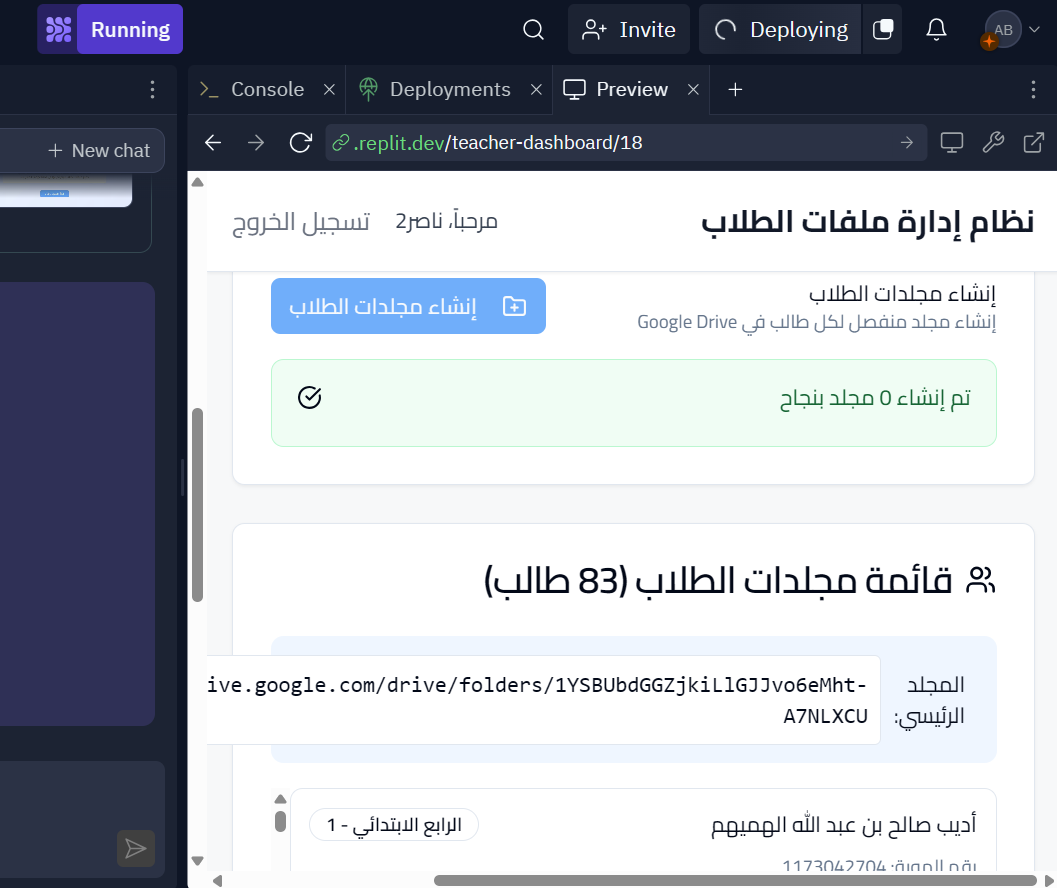 Running
Invite
Deploying
AB
Console
Deployments
Preview
New chat
.replit.dev/teacher-dashboard/18
نظام إدارة ملفات الطلاب
مرحباً، ناصر2
تسجيل الخروج
إنشاء مجلدات الطلاب
إنشاء مجلد منفصل لكل طالب في Google Drive
إنشاء مجلدات الطلاب
تم إنشاء 0 مجلد بنجاح
قائمة مجلدات الطلاب (83 طالب)
المجلد
الرئيسي:
ive.google.com/drive/folders/1YSBUbdGGZjkiLlGJJvo6eMht-
A7NLXCU
أديب صالح بن عبد الله الهميهم
الرابع الابتدائي - 1
رقم الهوية: 1173042704